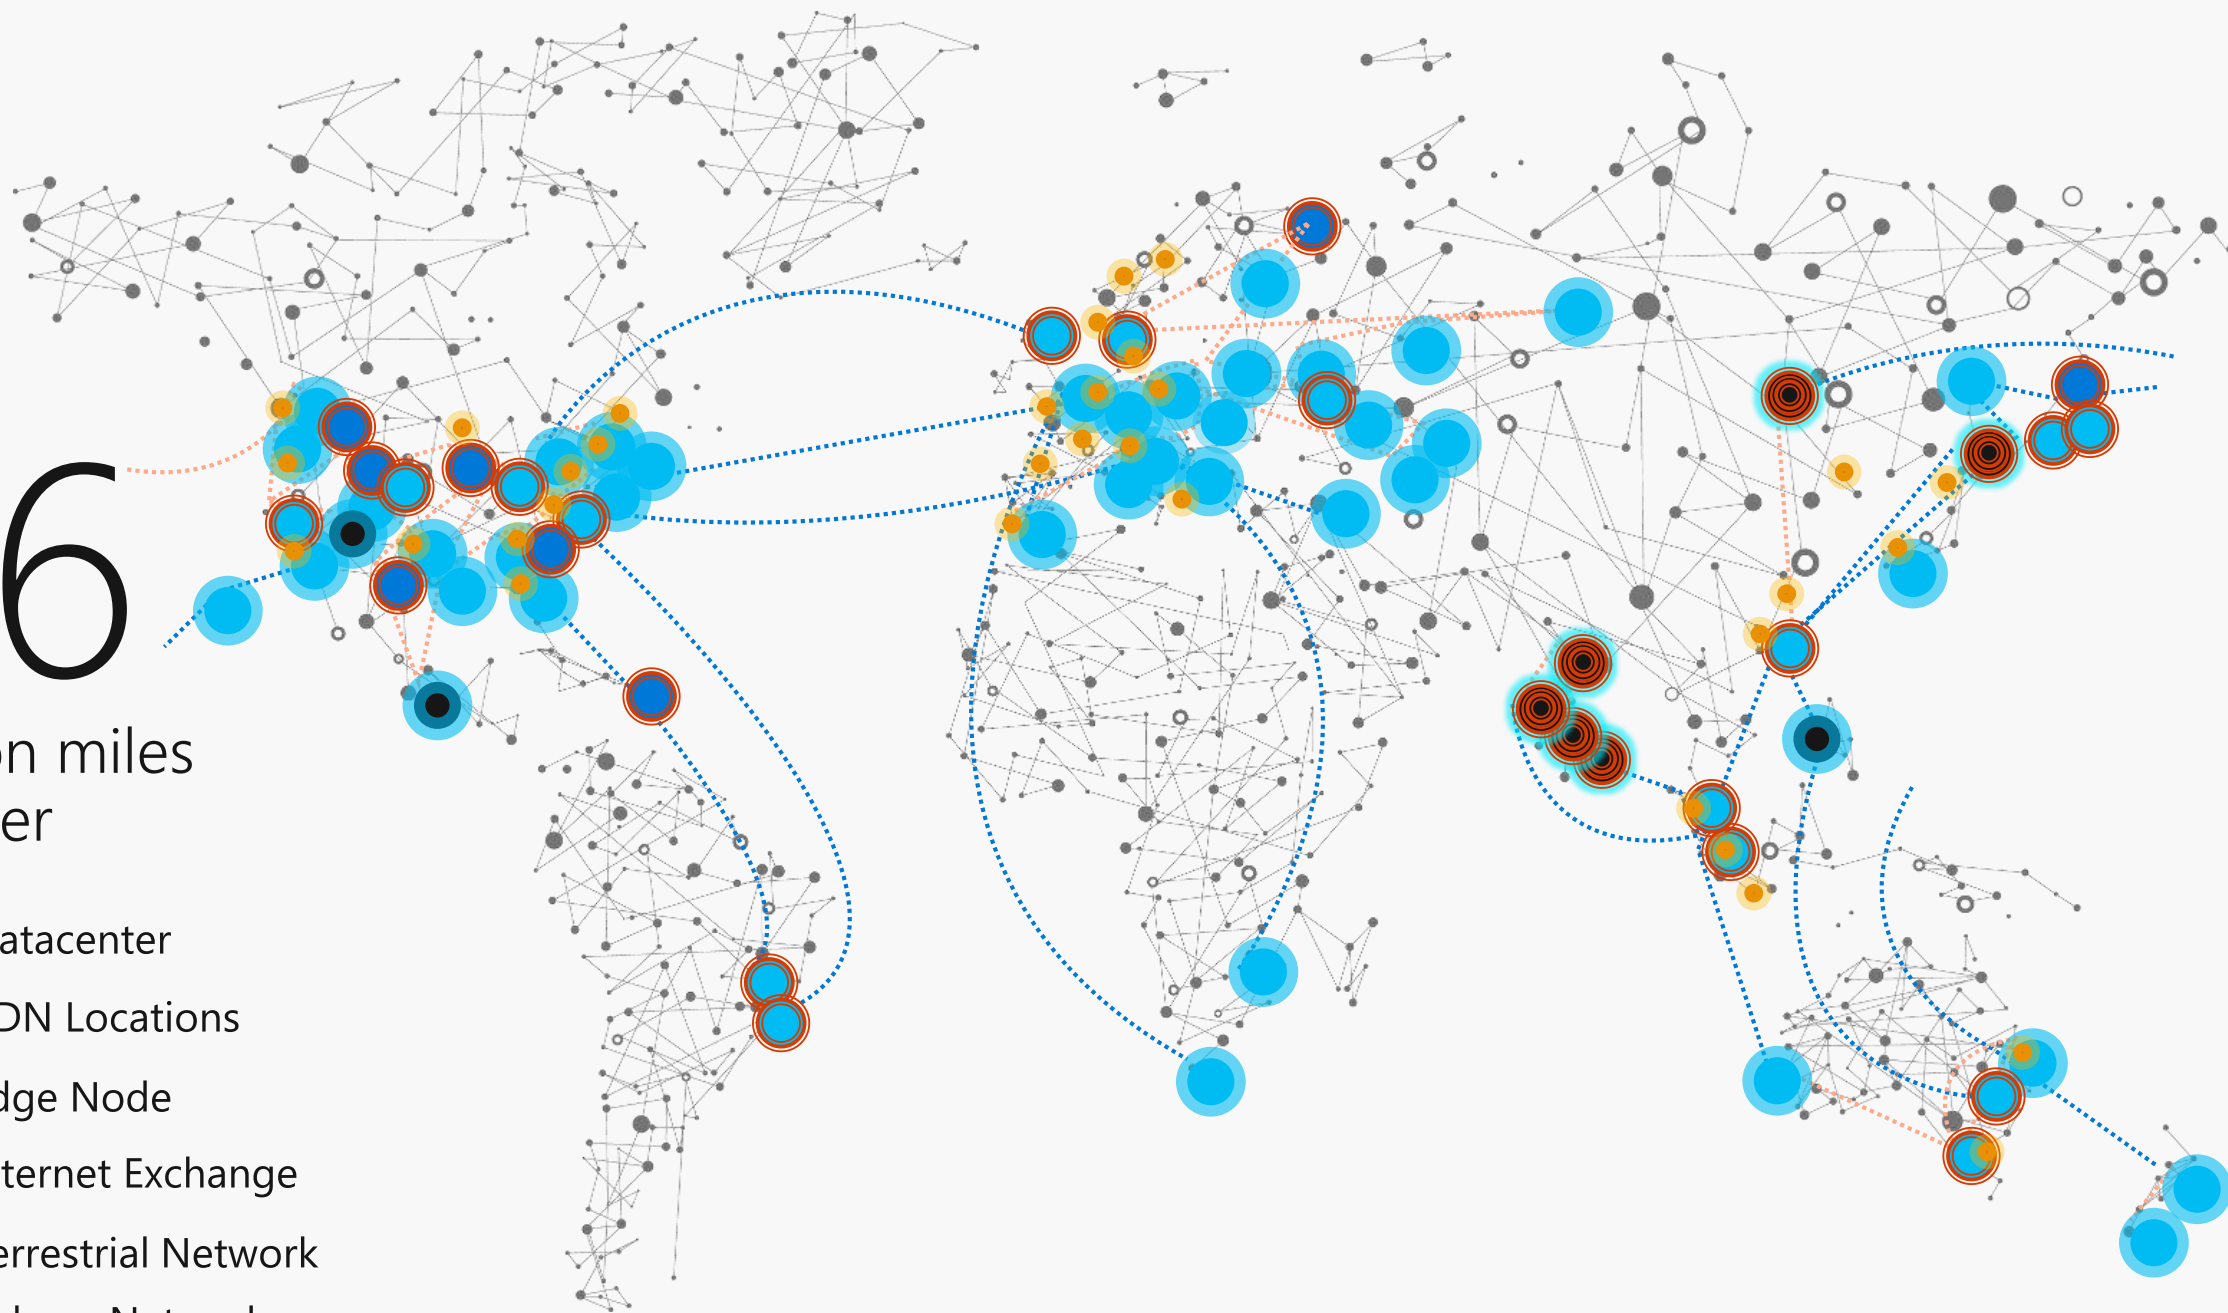 6
on miles
er
atacenter
DN Locations
dge Node
ternet Exchange
errestrial Network